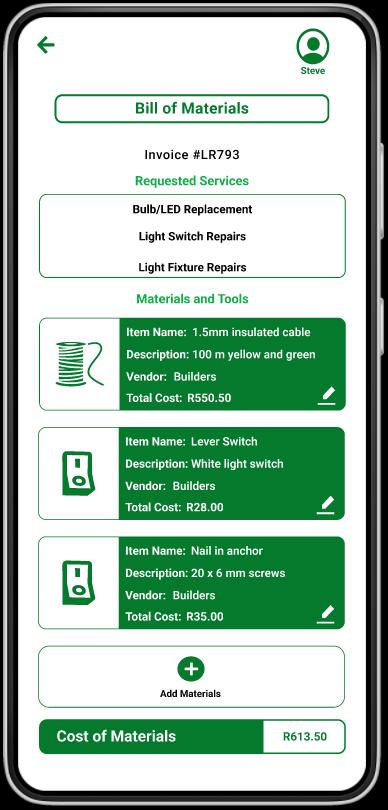 Steve
Bill of Materials
Invoice #LR793
Requested Services
Bulb/LED Replacement
Light Switch Repairs
Light Fixture Repairs
Materials and Tools
Item Name: 1.5mm insulated cable
Description: 100 m yellow and green
Vendor: Builders
Total Cost: R550.50
Item Name: Lever Switch
Description: White light switch
Vendor: Builders
Total Cost: R28.00
Item Name: Nail in anchor
Description: 20 x 6 mm screws
Vendor: Builders
Total Cost: R35.00
Add Materials
Cost of Materials R613.50